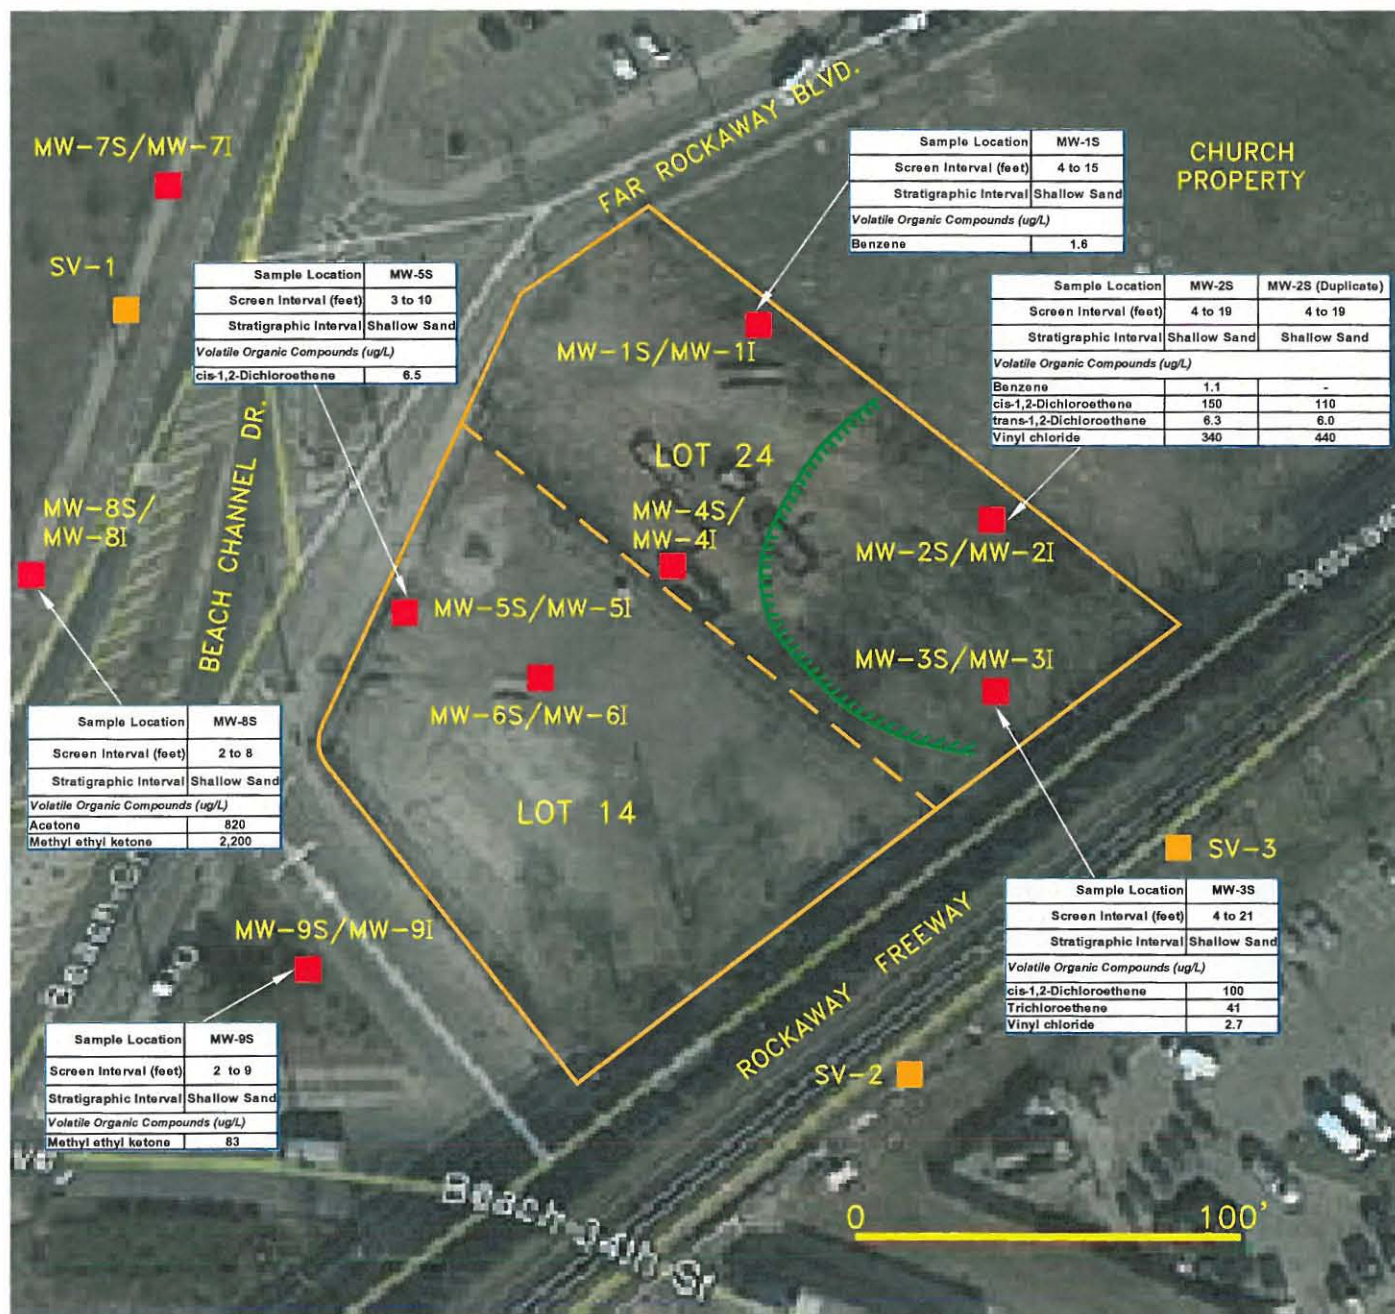 FAR ROCKAWAY BLVD.
CHURCH
PROPERTY
MW-7S/MW-7I
SV-1
Sample Location MW-1S
Screen Interval (feet) 4 to 15
Stratigraphic Interval Shallow Sand
Volatile Organic Compounds (ug/L)
Benzene 1.6
Sample Location MW-5S
Screen Interval (feet) 3 to 10
Stratigraphic Interval Shallow Sand
Volatile Organic Compounds (ug/L)
cis-1,2-Dichloroethene 6.5
Sample Location MW-2S MW-2S (Duplicate)
Screen Interval (feet) 4 to 19 4 to 19
Stratigraphic Interval Shallow Sand Shallow Sand
Volatile Organic Compounds (ug/L)
Benzene 1.1 -
cis-1,2-Dichloroethene 150 110
trans-1,2-Dichloroethene 6.3 6.0
Vinyl chloride 340 440
MW-1S/MW-1I
BEACH CHANNEL DR.
LOT 24
MW-8S/
MW-8I
MW-4S/
MW-4I
MW-2S/MW-2I
MW-5S/MW-5I
MW-3S/MW-3I
MW-6S/MW-6I
Sample Location MW-8S
Screen Interval (feet) 2 to 8
Stratigraphic Interval Shallow Sand
Volatile Organic Compounds (ug/L)
Acetone 820
Methyl ethyl ketone 2,200
LOT 14
SV-3
Sample Location MW-3S
Screen Interval (feet) 4 to 21
Stratigraphic Interval Shallow Sand
Volatile Organic Compounds (ug/L)
cis-1,2-Dichloroethene 100
Trichloroethene 41
Vinyl chloride 2.7
MW-9S/MW-9I
ROCKAWAY FREEWAY
SV-2
Sample Location MW-9S
Screen Interval (feet) 2 to 9
Stratigraphic Interval Shallow Sand
Volatile Organic Compounds (ug/L)
Methyl ethyl ketone 83
Beach
St
0 100'